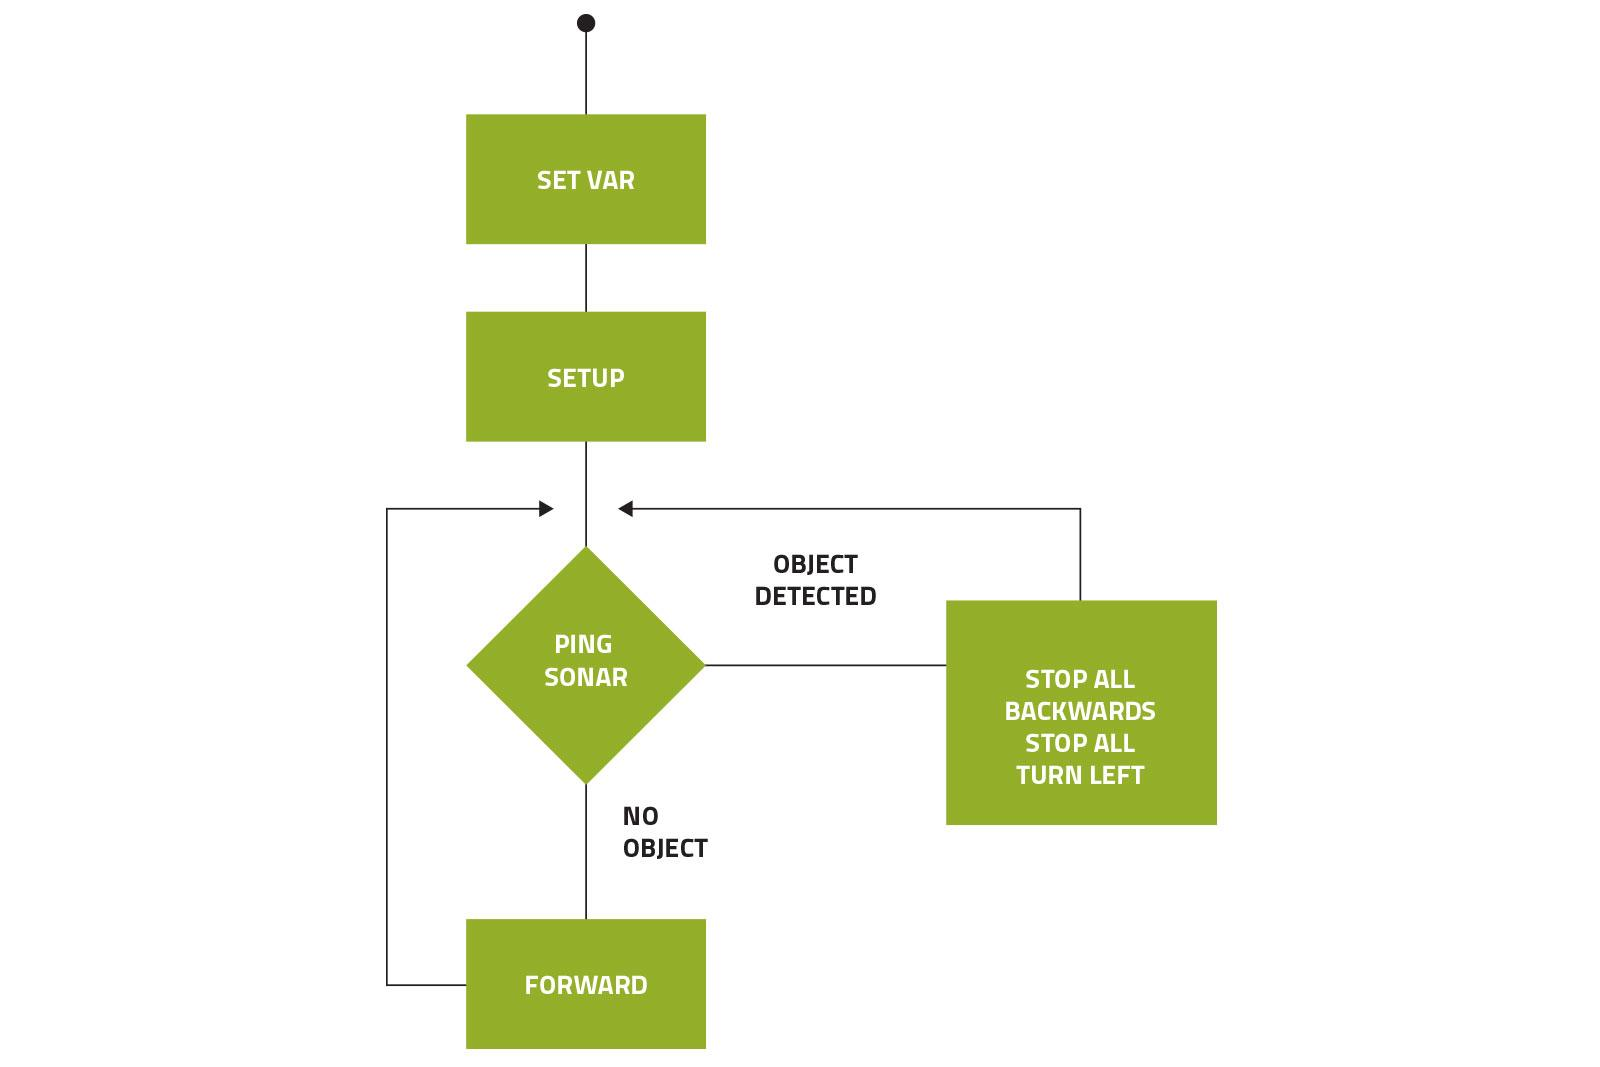 SET VAR
SETUP
OBJECT
DETECTED
PING
SONAR
STOP ALL
BACKWARDS
STOP ALL
TURN LEFT
NO
OBJECT
FORWARD